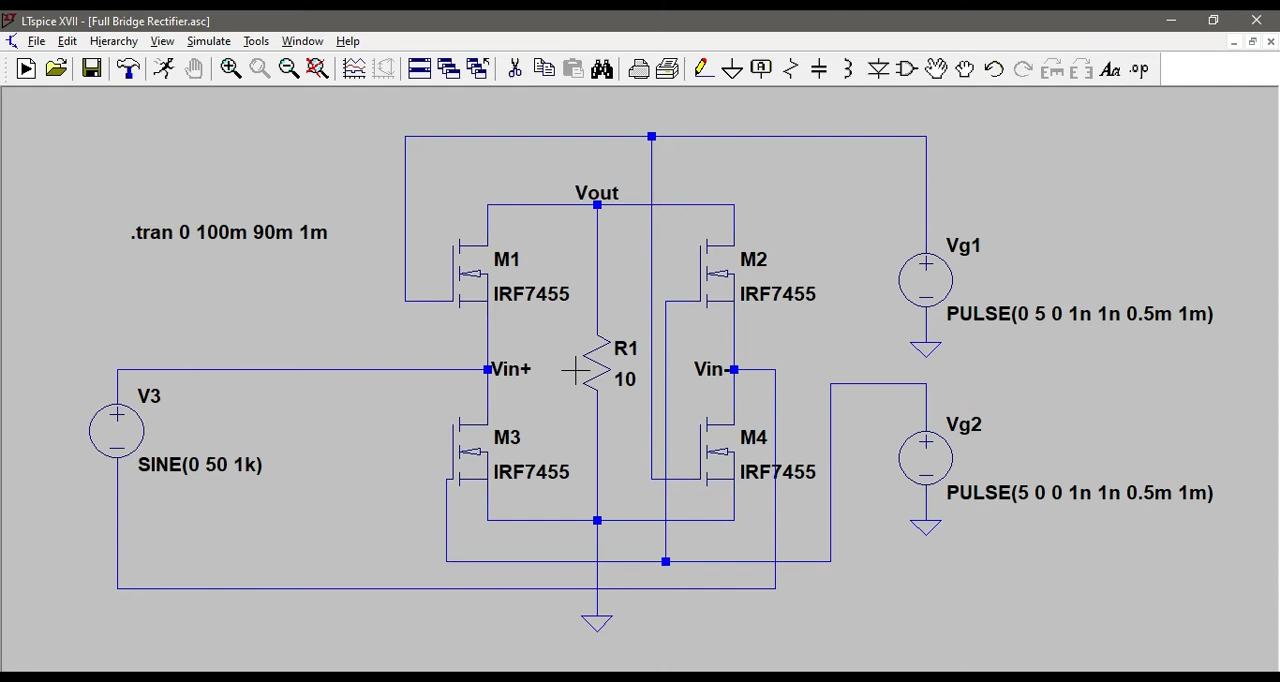 LTspice XVII - [Full Bridge Rectifier.asc]
File Edit Hierarchy View Simulate Tools Window Help
Aa .op
Vout
.tran 0 100m 90m 1m
M1
IRF7455
M2
IRF7455
Vg1
PULSE(0 5 0 1n 1n 0.5m 1m)
R1
10
Vin+
Vin-
V3
SINE(0 50 1k)
M3
IRF7455
M4
IRF7455
Vg2
PULSE(5 0 0 1n 1n 0.5m 1m)